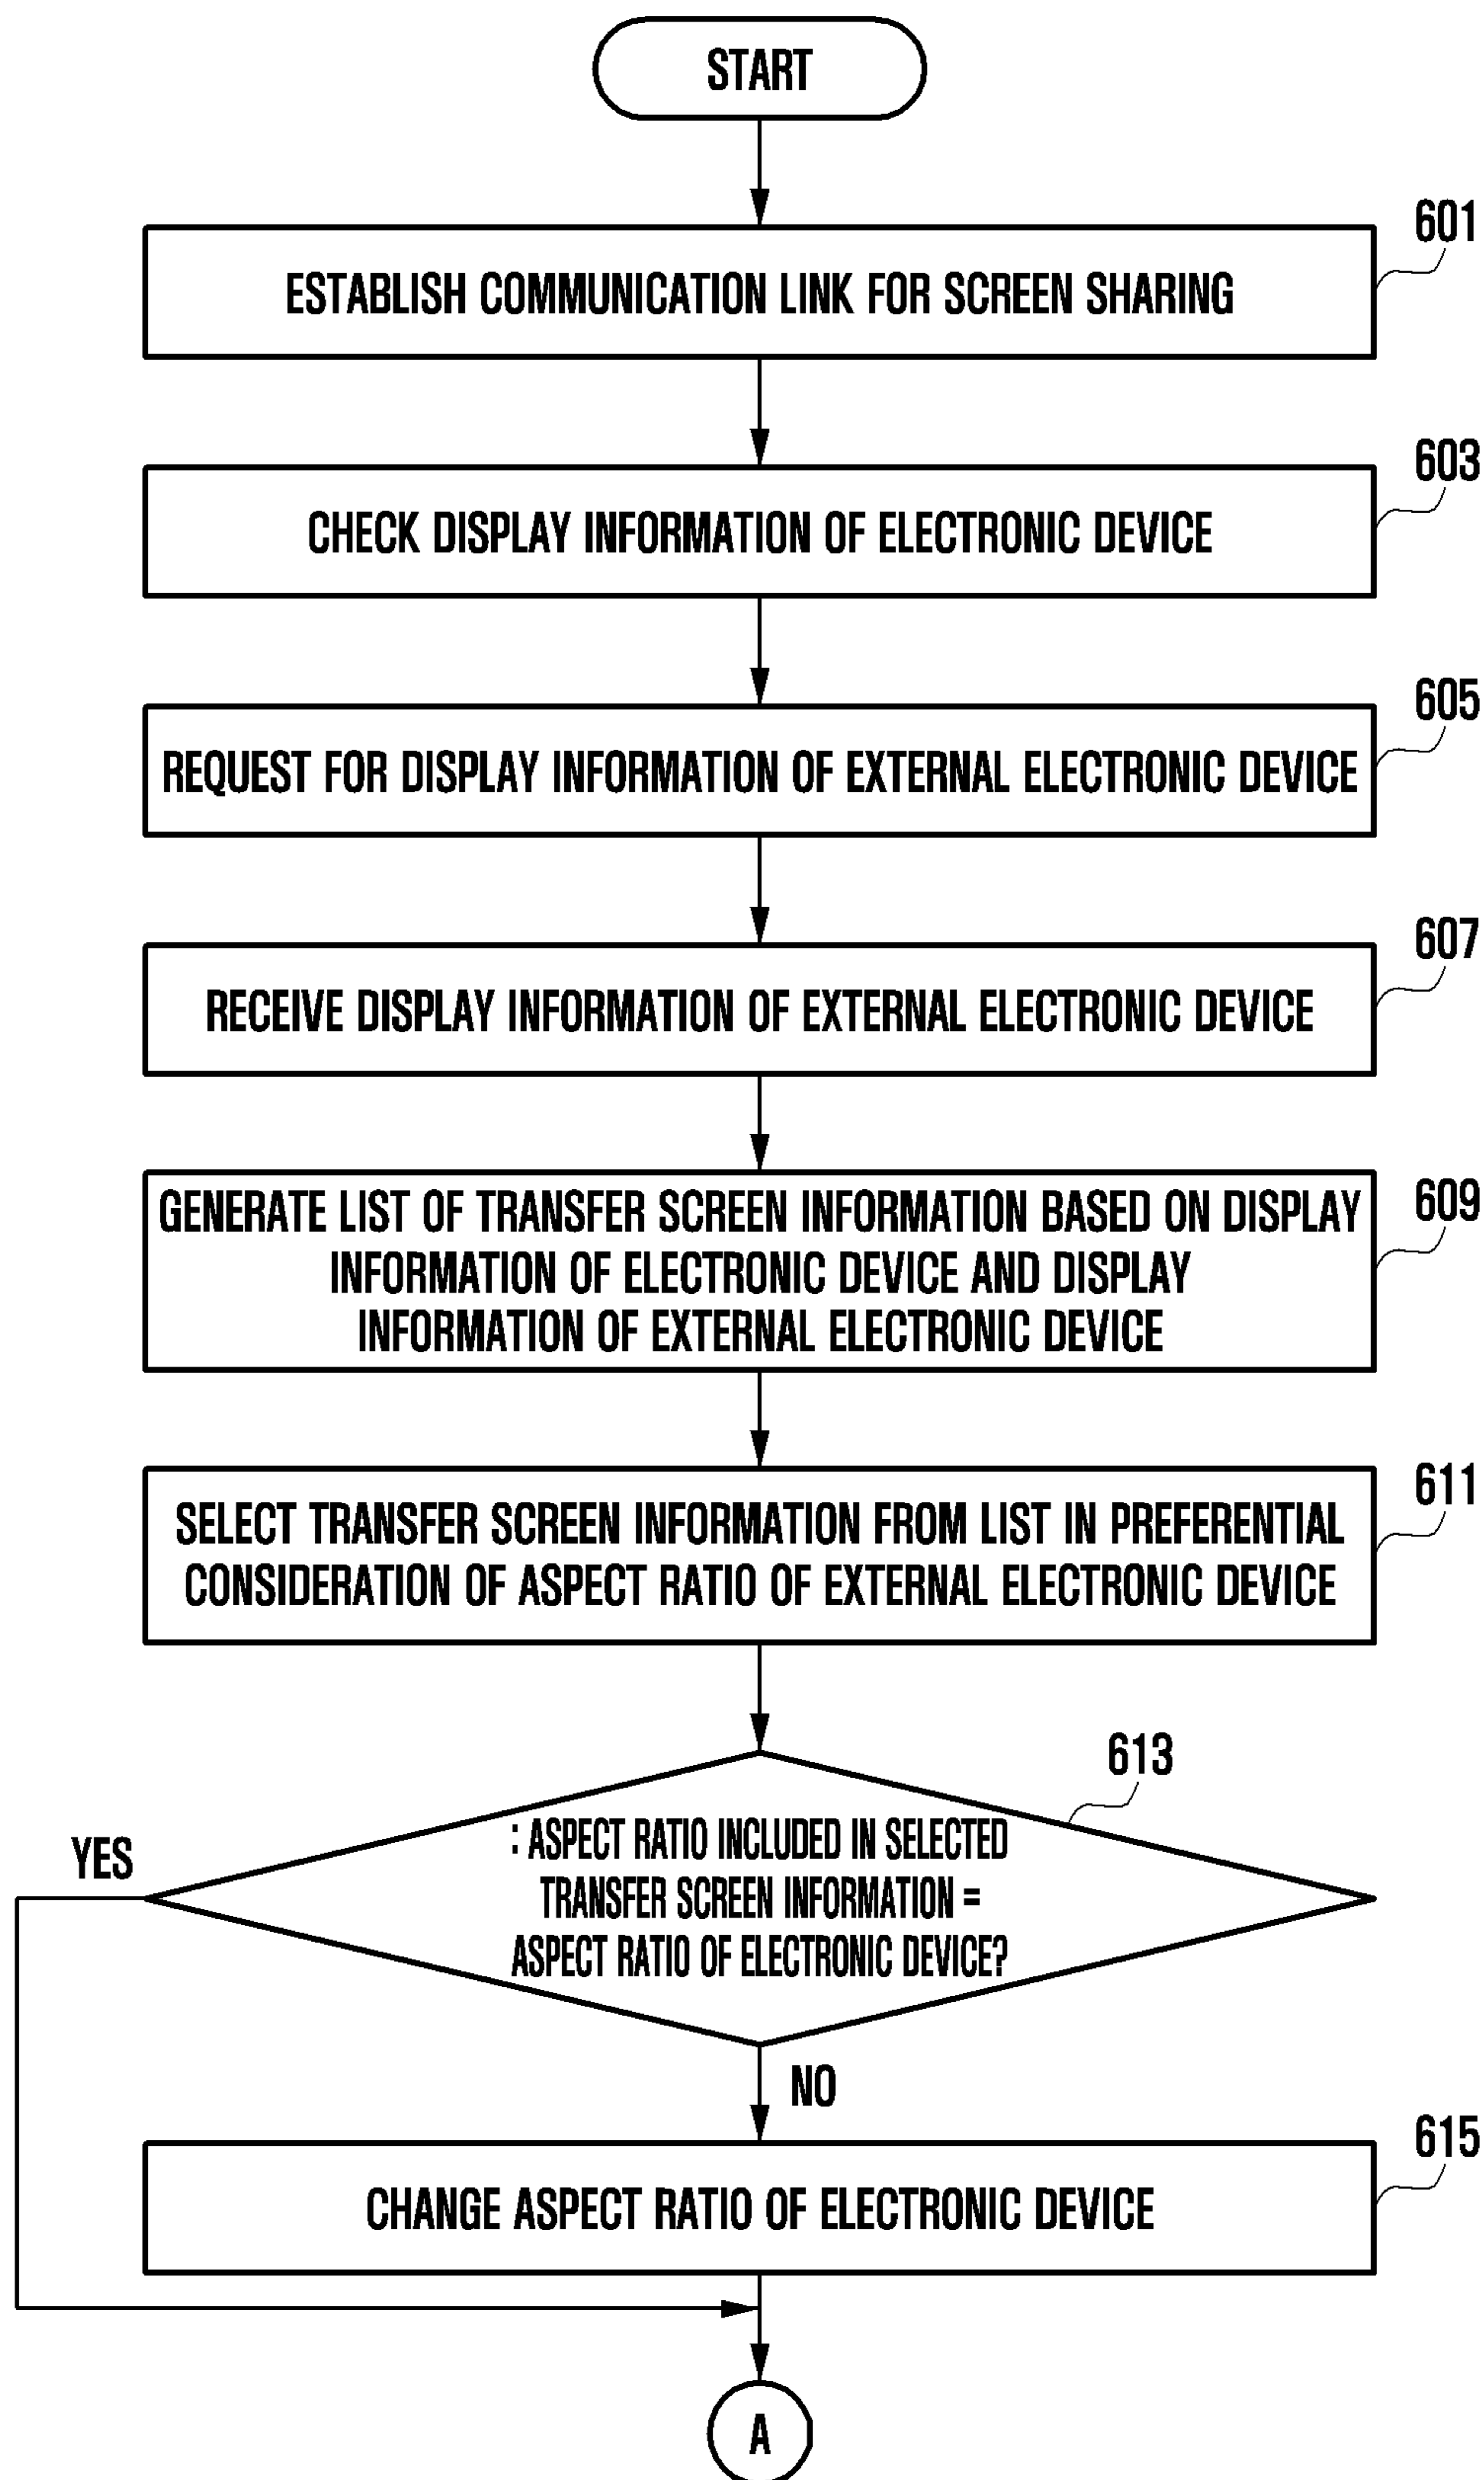 START
601
ESTABLISH COMMUNICATION LINK FOR SCREEN SHARING
603
CHECK DISPLAY INFORMATION OF ELECTRONIC DEVICE
605
REQUEST FOR DISPLAY INFORMATION OF EXTERNAL ELECTRONIC DEVICE
607
RECEIVE DISPLAY INFORMATION OF EXTERNAL ELECTRONIC DEVICE
609
GENERATE LIST OF TRANSFER SCREEN INFORMATION BASED ON DISPLAY
INFORMATION OF ELECTRONIC DEVICE AND DISPLAY
INFORMATION OF EXTERNAL ELECTRONIC DEVICE
611
SELECT TRANSFER SCREEN INFORMATION FROM LIST IN PREFERENTIAL
CONSIDERATION OF ASPECT RATIO OF EXTERNAL ELECTRONIC DEVICE
613
: ASPECT RATIO INCLUDED IN SELECTED
TRANSFER SCREEN INFORMATION =
ASPECT RATIO OF ELECTRONIC DEVICE?
YES
NO
615
CHANGE ASPECT RATIO OF ELECTRONIC DEVICE
A